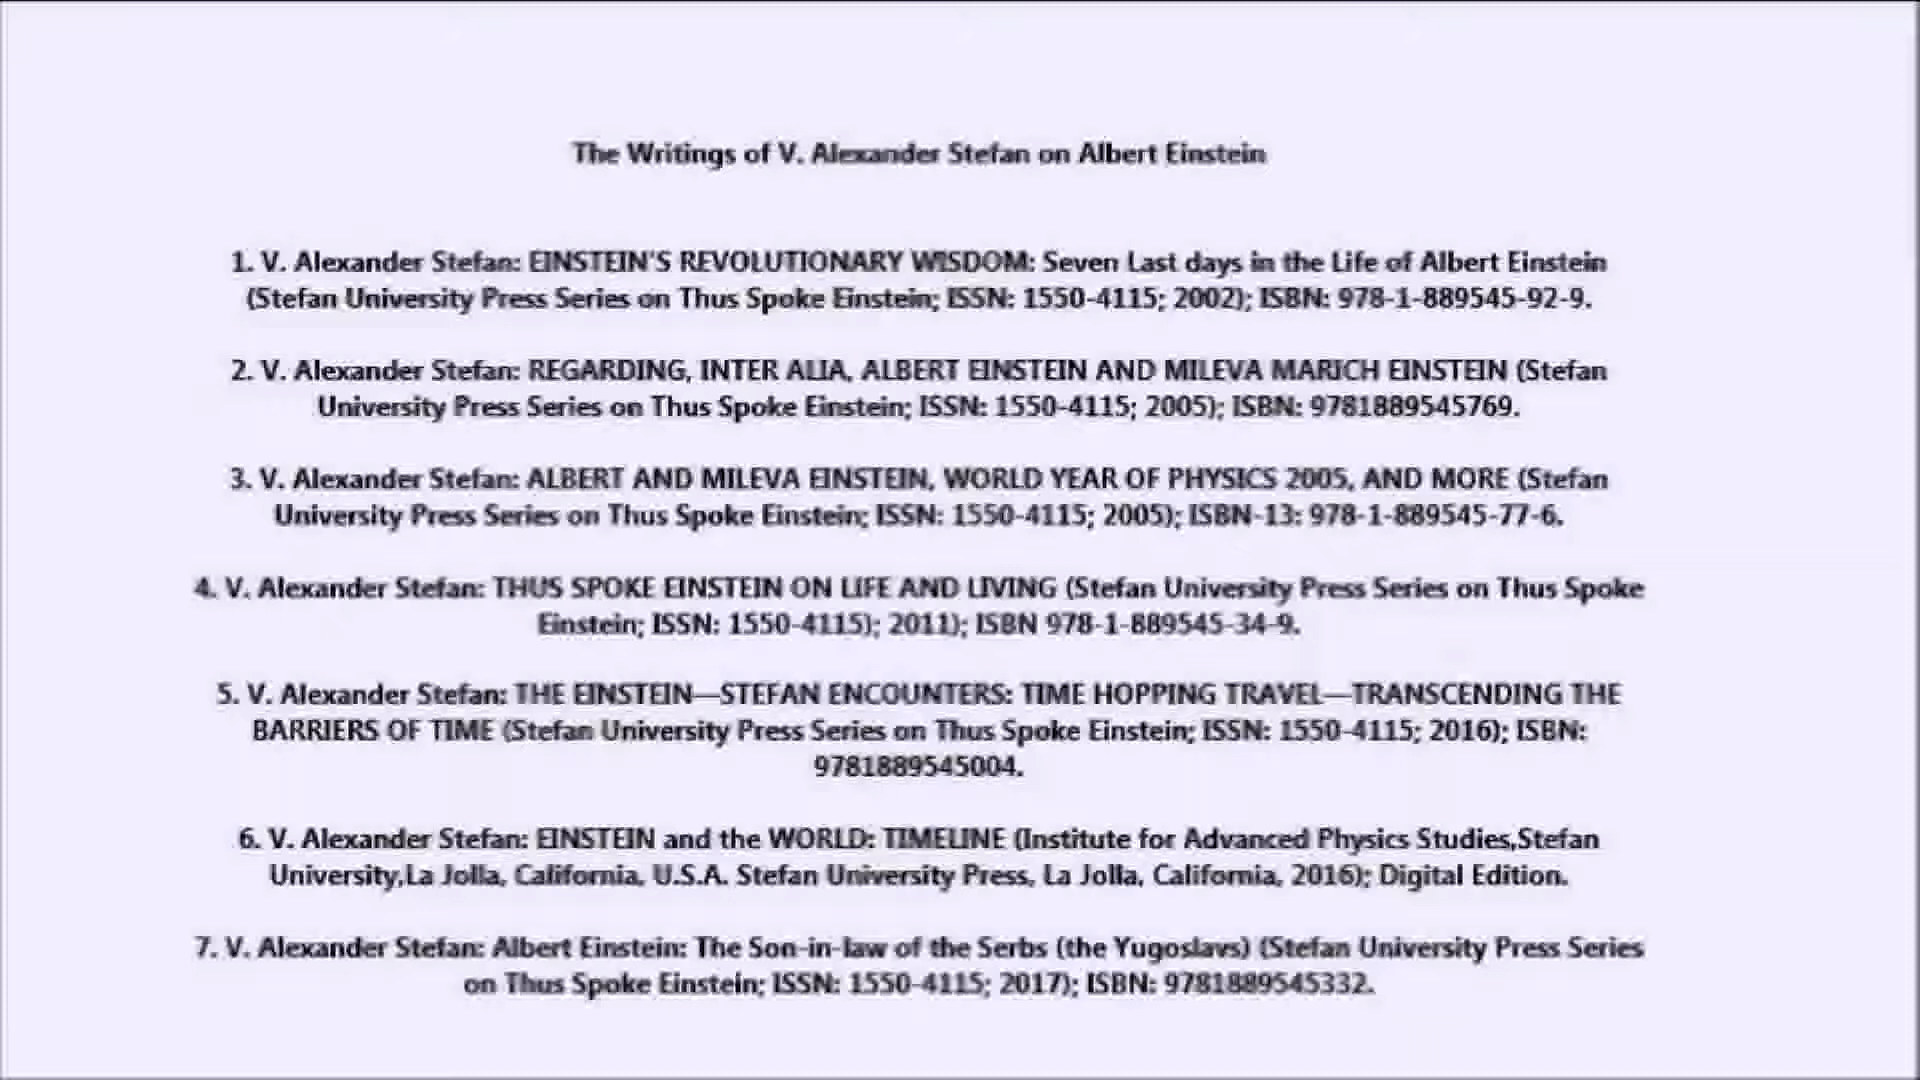 The Writings of V. Alexander Stefan on Albert Einstein
1. V. Alexander Stefan: EINSTEIN'S REVOLUTIONARY WISDOM: Seven Last days in the Life of Albert Einstein
(Stefan University Press Series on Thus Spoke Einstein; ISSN: 1550-4115; 2002); ISBN: 978-1-889545-92-9.
2. V. Alexander Stefan: REGARDING, INTER ALIA, ALBERT EINSTEIN AND MILEVA MARICH EINSTEIN (Stefan
University Press Series on Thus Spoke Einstein; ISSN: 1550-4115; 2005); ISBN: 9781889545769.
3. V. Alexander Stefan: ALBERT AND MILEVA EINSTEIN, WORLD YEAR OF PHYSICS 2005, AND MORE (Stefan
University Press Series on Thus Spoke Einstein; ISSN: 1550-4115; 2005); ISBN-13: 978-1-889545-77-6.
4. V. Alexander Stefan: THUS SPOKE EINSTEIN ON LIFE AND LIVING (Stefan University Press Series on Thus Spoke
Einstein; ISSN: 1550-4115); 2011); ISBN 978-1-889545-34-9.
5. V. Alexander Stefan: THE EINSTEIN—STEFAN ENCOUNTERS: TIME HOPPING TRAVEL—TRANSCENDING THE
BARRIERS OF TIME (Stefan University Press Series on Thus Spoke Einstein; ISSN: 1550-4115; 2016); ISBN:
9781889545004.
6. V. Alexander Stefan: EINSTEIN and the WORLD: TIMELINE (Institute for Advanced Physics Studies,Stefan
University,La Jolla, California, U.S.A. Stefan University Press, La Jolla, California, 2016); Digital Edition.
7. V. Alexander Stefan: Albert Einstein: The Son-in-law of the Serbs (the Yugoslavs) (Stefan University Press Series
on Thus Spoke Einstein; ISSN: 1550-4115; 2017); ISBN: 9781889545332.